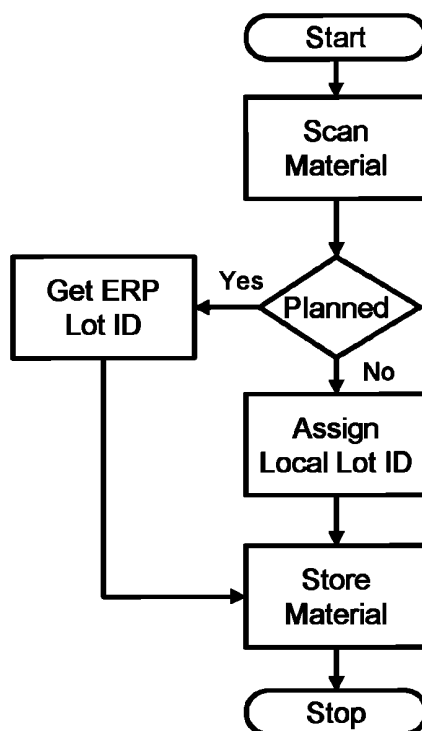 Start
Scan
Material
Planned
Yes
Get ERP
Lot ID
No
Assign
Local Lot ID
Store
Material
Stop